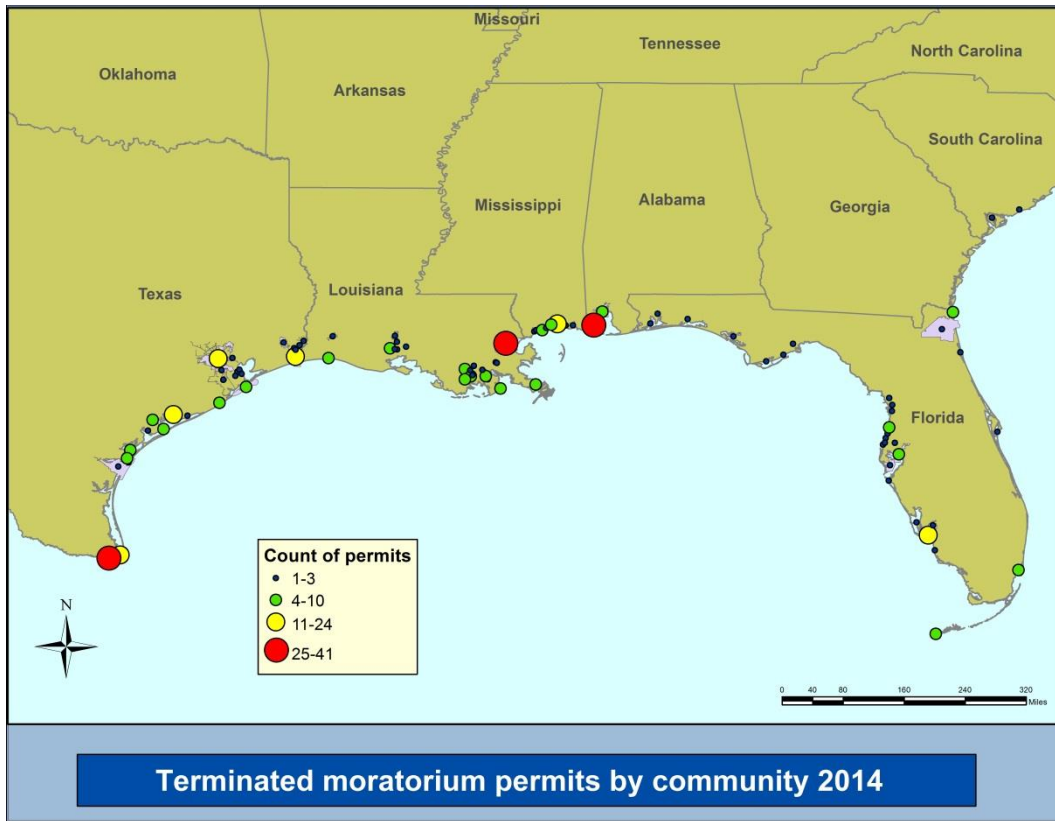 Missouri
Tennessee
North Carolina
Oklahoma
Arkansas
South Carolina
Mississippi
Alabama
Georgia
Texas
Louisiana
Florida
Count of permits
1-3
4-10
11-24
25-41
N
0 40 80 160 240 320
Miles
Terminated moratorium permits by community 2014